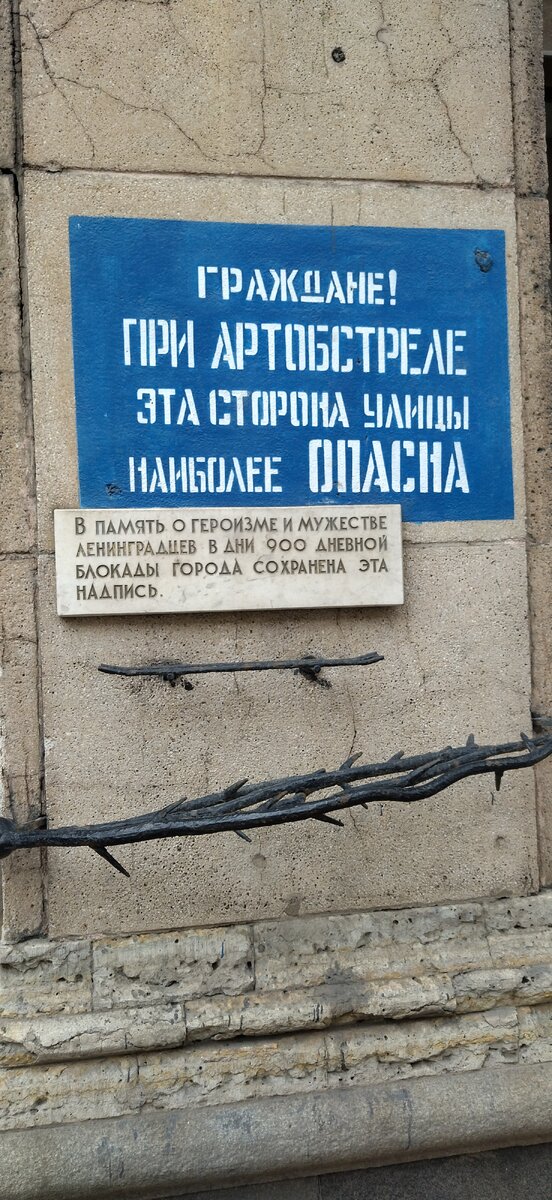 ГРАЖДАНЕ!
ПРИ АРТОБСТРЕЛЕ
ЭТА СТОРОНА УЛИЦЫ
НАИБОЛЕЕ ОПАСНА
В ПАМЯТЬ О ГЕРОИЗМЕ И МУЖЕСТВЕ
ЛЕНИНГРАДЦЕВ В ДНИ 900 ДНЕВНОЙ
БЛОКАДЫ ГОРОДА СОХРАНЕНА ЭТА
НАДПИСЬ.